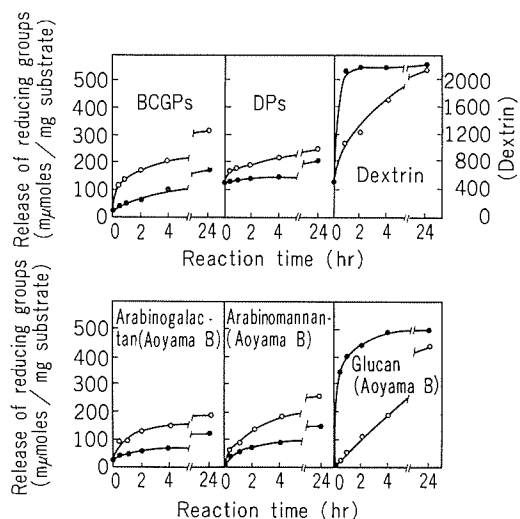 Release of reducing groups
(mμmoles / mg substrate)
500
400
300
200
100
0
BCGPs
DPs
Dextrin
2000
1600
1200
800
400
0
(Dextrin)
0 2 4 24
0 2 4 24
0 2 4 24
Reaction time (hr)
Release of reducing groups
(mμmoles / mg substrate)
500
400
300
200
100
0
Arabinogalac-
tan(Aoyama B)
Arabinomannan-
(Aoyama B)
Glucan
(Aoyama B)
0 2 4 24
0 2 4 24
0 2 4 24
Reaction time (hr)